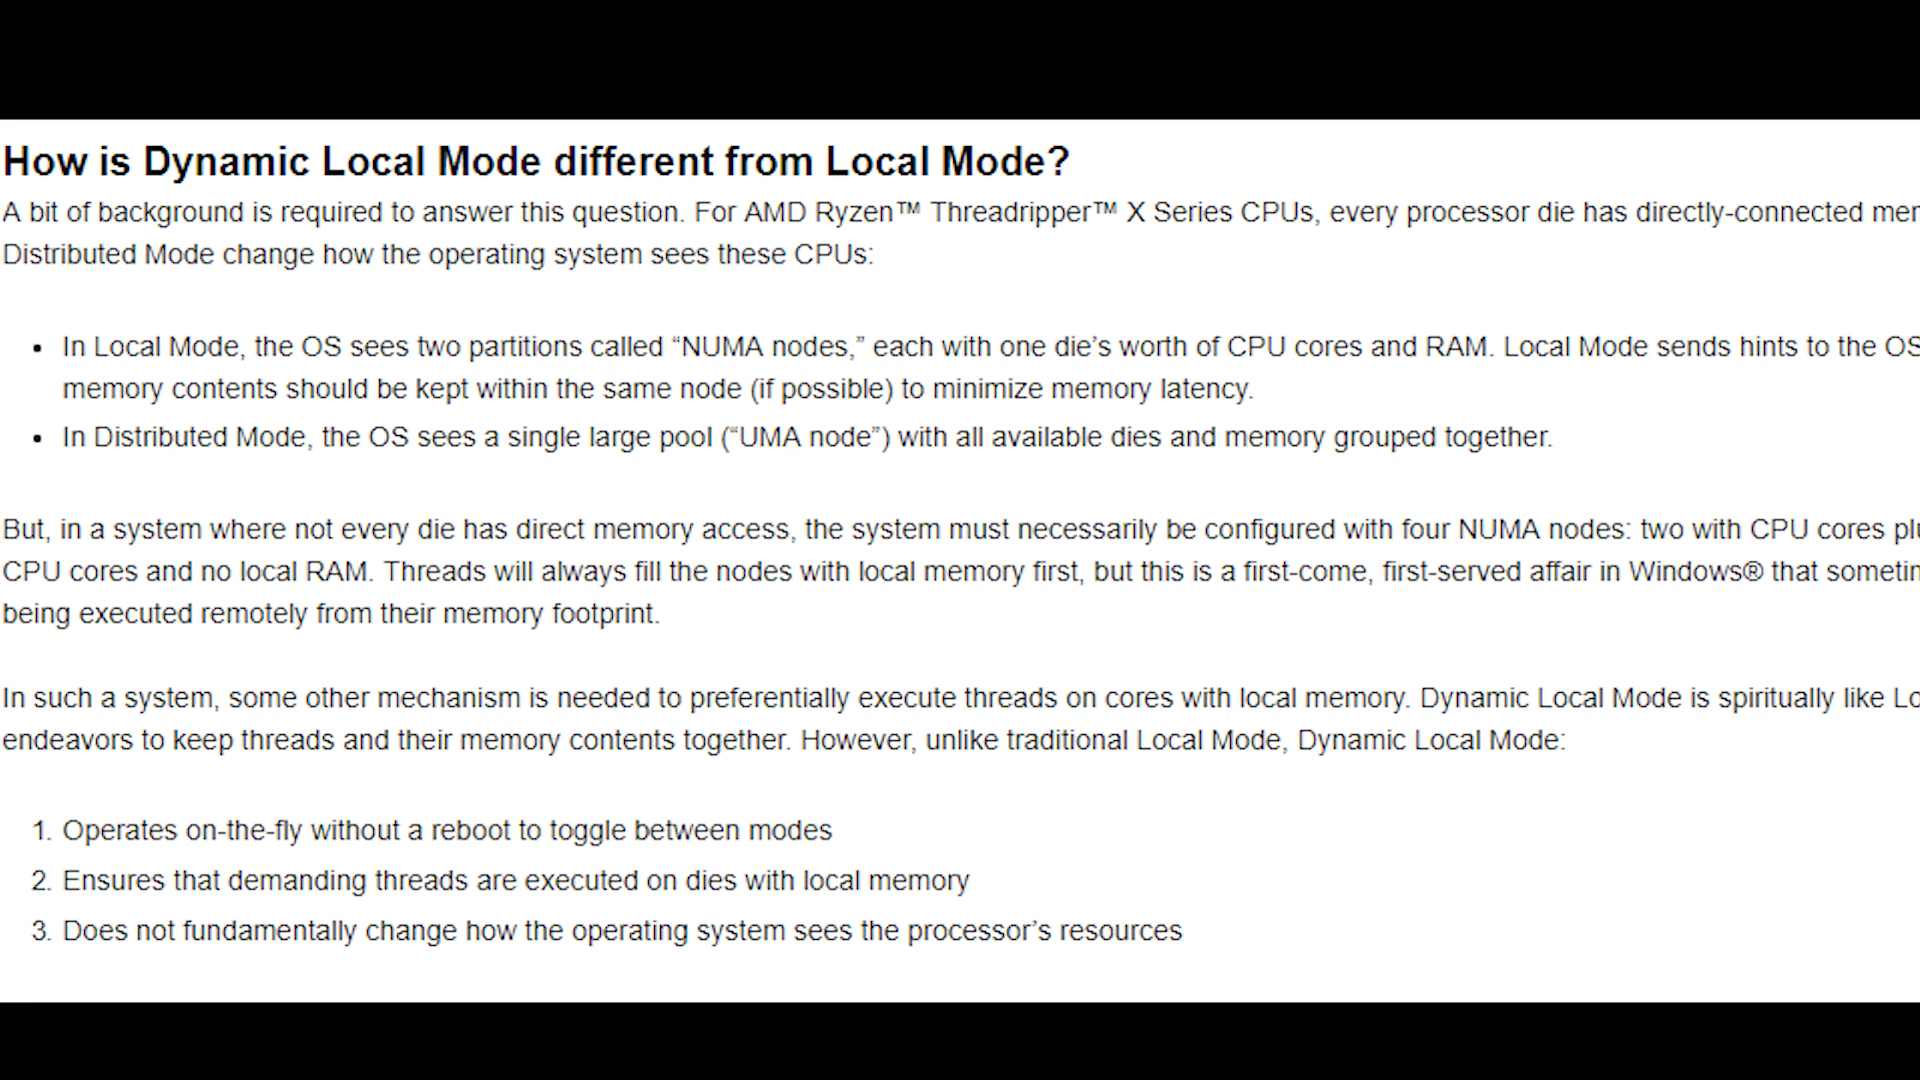 How is Dynamic Local Mode different from Local Mode?
A bit of background is required to answer this question. For AMD Ryzen™ Threadripper™ X Series CPUs, every processor die has directly-connected
Distributed Mode change how the operating system sees these CPUs:
• In Local Mode, the OS sees two partitions called “NUMA nodes,” each with one die’s worth of CPU cores and RAM. Local Mode sends hints to the OS
memory contents should be kept within the same node (if possible) to minimize memory latency.
• In Distributed Mode, the OS sees a single large pool (“UMA node”) with all available dies and memory grouped together.
But, in a system where not every die has direct memory access, the system must necessarily be configured with four NUMA nodes: two with CPU cores
CPU cores and no local RAM. Threads will always fill the nodes with local memory first, but this is a first-come, first-served affair in Windows® that
being executed remotely from their memory footprint.
In such a system, some other mechanism is needed to preferentially execute threads on cores with local memory. Dynamic Local Mode is spiritually like
endeavors to keep threads and their memory contents together. However, unlike traditional Local Mode, Dynamic Local Mode:
1. Operates on-the-fly without a reboot to toggle between modes
2. Ensures that demanding threads are executed on dies with local memory
3. Does not fundamentally change how the operating system sees the processor’s resources